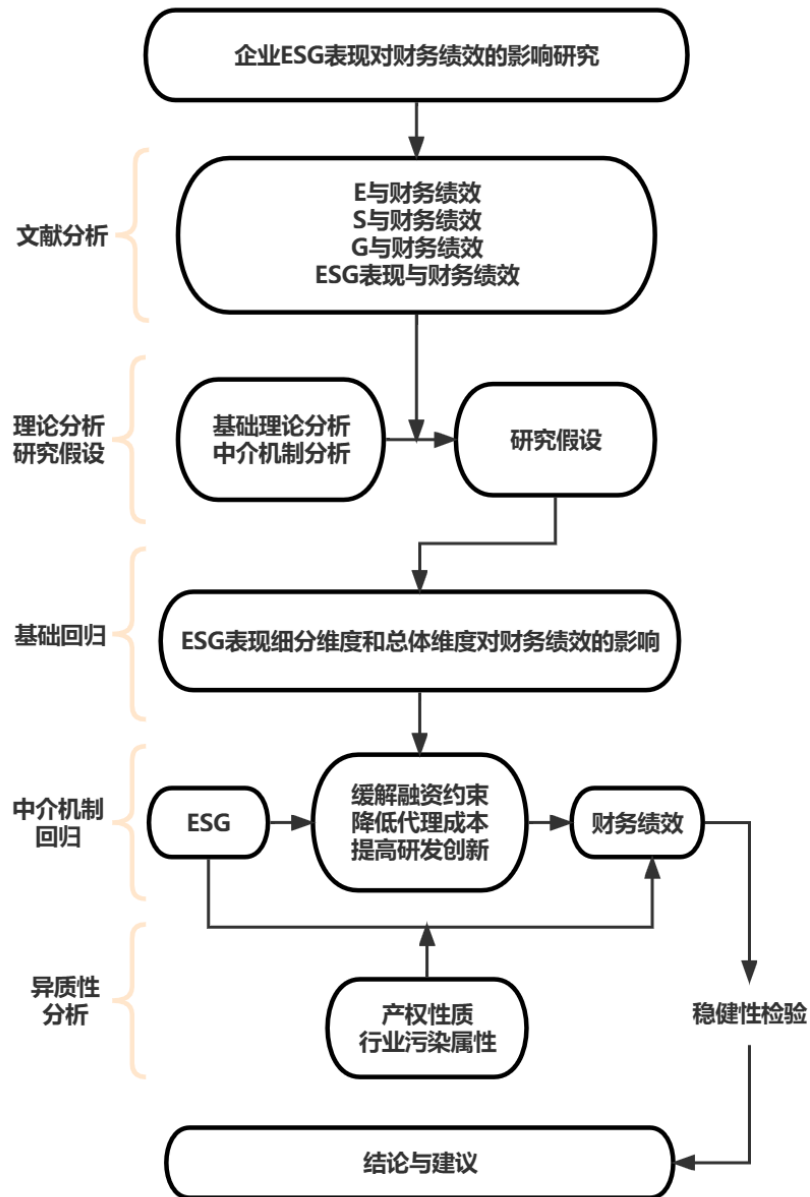 企业ESG表现对财务绩效的影响研究
文献分析
E与财务绩效
S与财务绩效
G与财务绩效
ESG表现与财务绩效
理论分析
研究假设
基础理论分析
中介机制分析
研究假设
基础回归
ESG表现细分维度和总体维度对财务绩效的影响
中介机制
回归
ESG
缓解融资约束
降低代理成本
提高研发创新
财务绩效
异质性
分析
产权性质
行业污染属性
稳健性检验
结论与建议